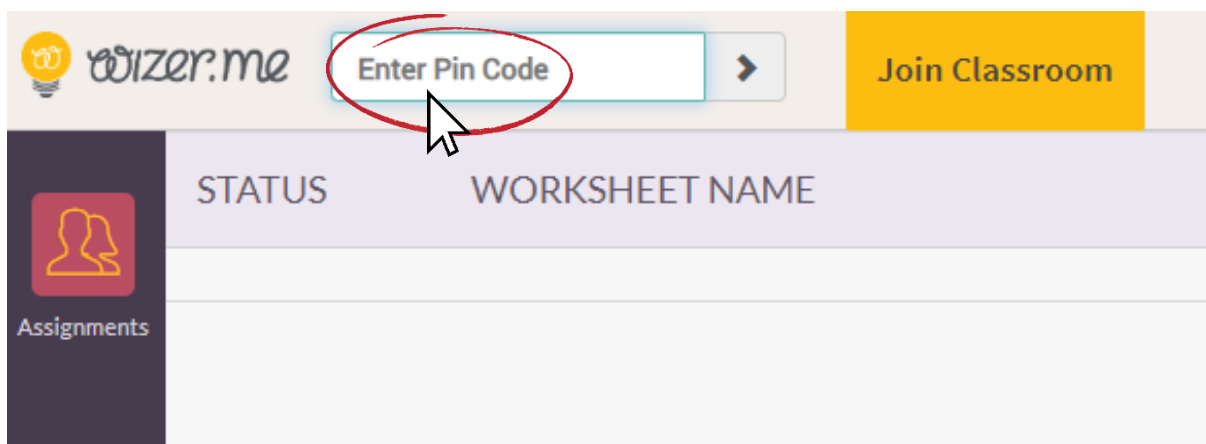 wizer.me
Enter Pin Code
Join Classroom
STATUS
WORKSHEET NAME
Assignments